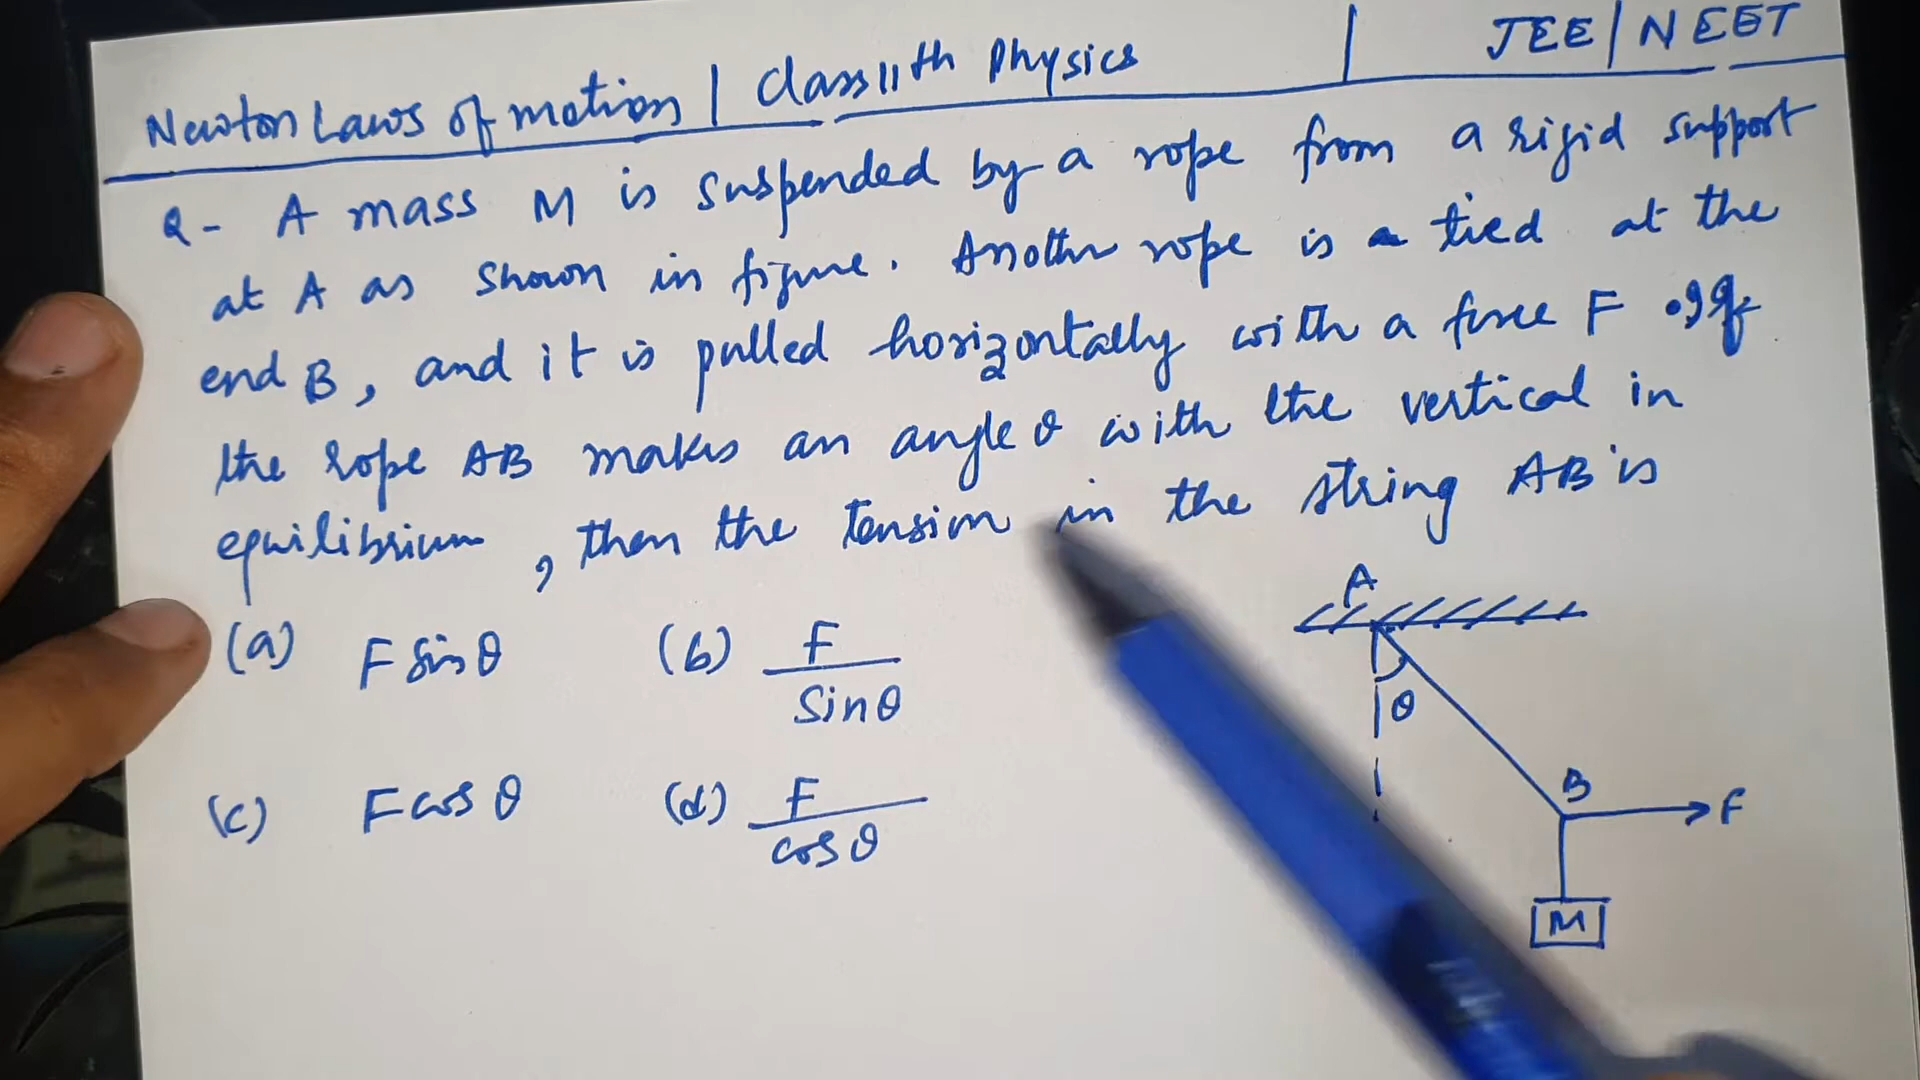 Newton Laws of motion | Class 11th Physics | JEE/NEET
Q- A mass M is suspended by a rope from a rigid support
at A as shown in figure. Another rope is a tied at the
end B, and it is pulled horizontally with a force F . If
the rope AB makes an angle θ with the vertical in
equilibrium, then the tension in the string AB is
(a) F sinθ (b) F/Sinθ
(c) F cos θ (d) F/cosθ
A
θ
B
F
M